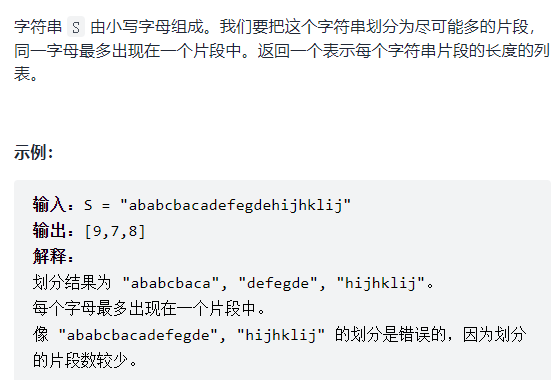 字符串 S 由小写字母组成。我们要把这个字符串划分为尽可能多的片段，
同一字母最多出现在一个片段中。返回一个表示每个字符串片段的长度的列
表。
示例：
输入：S = "ababcbacadefegdehijhklij"
输出：[9,7,8]
解释：
划分结果为 "ababcbaca", "defegde", "hijhklij"。
每个字母最多出现在一个片段中。
像 "ababcbacadefegde", "hijhklij" 的划分是错误的，因为划分
的片段数较少。